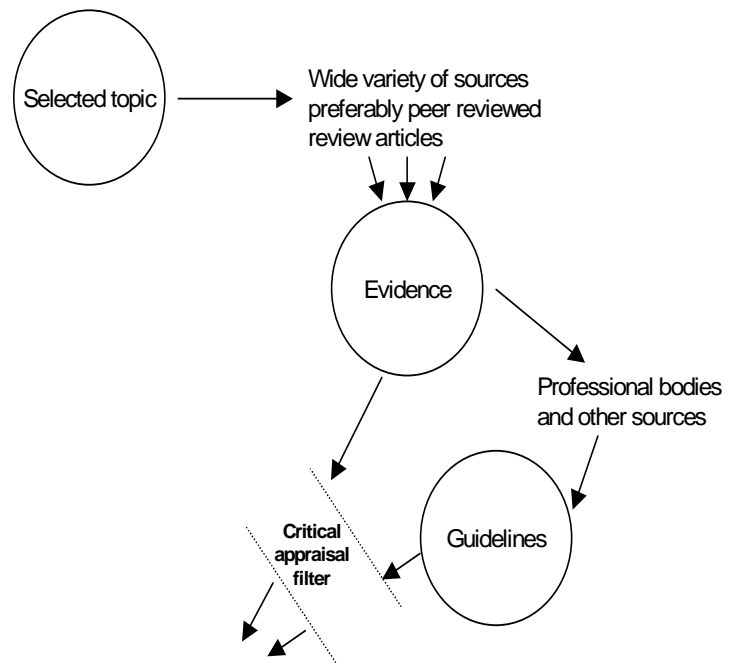 Selected topic
Wide variety of sources
preferably peer reviewed
review articles
Evidence
Professional bodies
and other sources
Critical
appraisal
filter
Guidelines